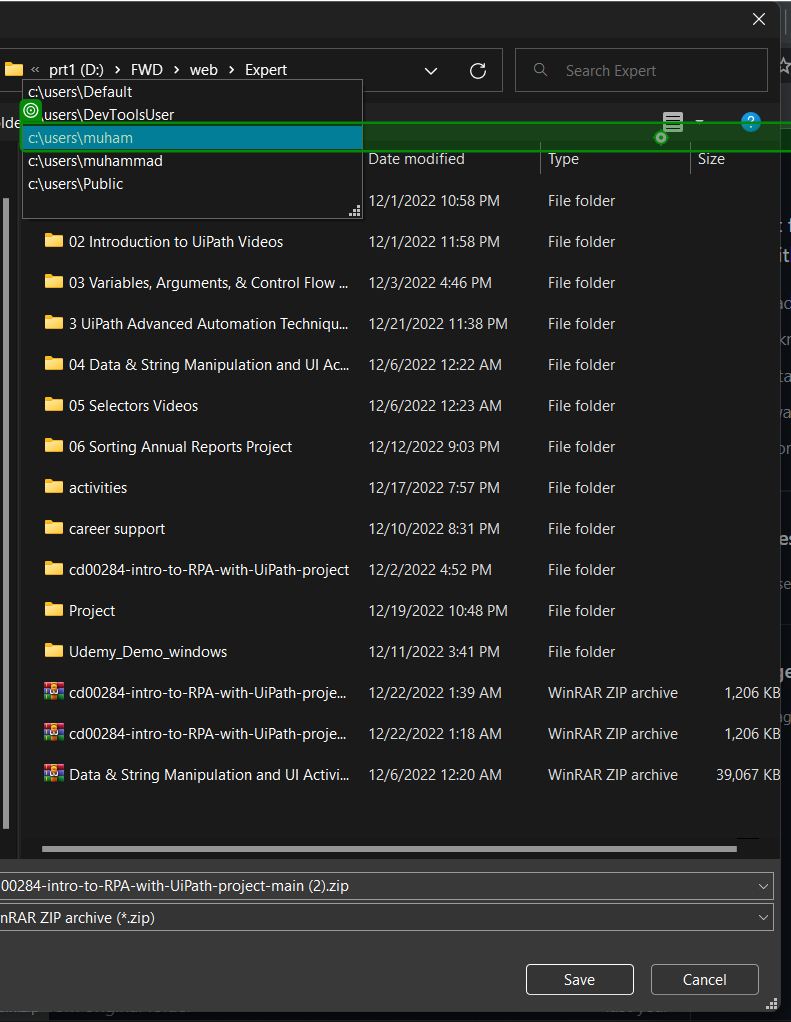 « prt1 (D:) > FWD > web > Expert
Search Expert
c:\users\Default
\users\DevToolsUser
c:\users\muham
c:\users\muhammad
c:\users\Public
?
Date modified Type Size
12/1/2022 10:58 PM File folder
02 Introduction to UiPath Videos 12/1/2022 11:58 PM File folder
03 Variables, Arguments, & Control Flow ... 12/3/2022 4:46 PM File folder
3 UiPath Advanced Automation Techniqu... 12/21/2022 11:38 PM File folder
04 Data & String Manipulation and UI Ac... 12/6/2022 12:22 AM File folder
05 Selectors Videos 12/6/2022 12:23 AM File folder
06 Sorting Annual Reports Project 12/12/2022 9:03 PM File folder
activities 12/17/2022 7:57 PM File folder
career support 12/10/2022 8:31 PM File folder
cd00284-intro-to-RPA-with-UiPath-project 12/2/2022 4:52 PM File folder
Project 12/19/2022 10:48 PM File folder
Udemy_Demo_windows 12/11/2022 3:41 PM File folder
cd00284-intro-to-RPA-with-UiPath-proje... 12/22/2022 1:39 AM WinRAR ZIP archive 1,206 KB
cd00284-intro-to-RPA-with-UiPath-proje... 12/22/2022 1:18 AM WinRAR ZIP archive 1,206 KB
Data & String Manipulation and UI Activi... 12/6/2022 12:20 AM WinRAR ZIP archive 39,067 KB
00284-intro-to-RPA-with-UiPath-project-main (2).zip
nRAR ZIP archive (*.zip)
Save Cancel